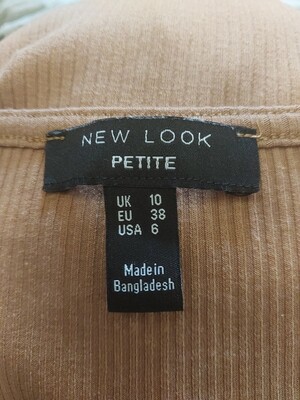 NEW LOOK
PETITE
UK 10
EU 38
USA 6
Made in
Bangladesh